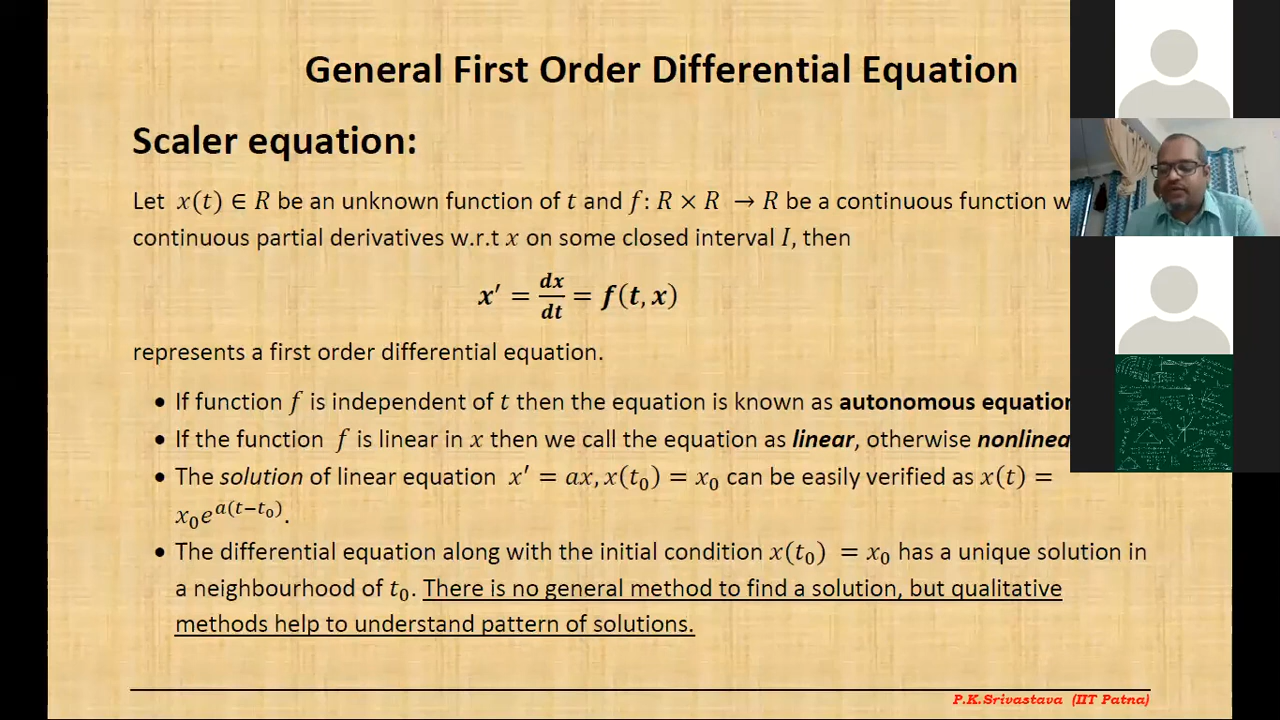 General First Order Differential Equation
Scaler equation:
Let x(t) ∈ R be an unknown function of t and f: R × R → R be a continuous function
continuous partial derivatives w.r.t x on some closed interval I, then
x′ = dx/dt = f(t, x)
represents a first order differential equation.
• If function f is independent of t then the equation is known as autonomous equation
• If the function f is linear in x then we call the equation as linear, otherwise nonlinea
• The solution of linear equation x′ = ax, x(t₀) = x₀ can be easily verified as x(t) =
x₀e^{a(t−t₀)}.
• The differential equation along with the initial condition x(t₀) = x₀ has a unique solution in
a neighbourhood of t₀. There is no general method to find a solution, but qualitative
methods help to understand pattern of solutions.
P.K.Srivastava (IIT Patna)